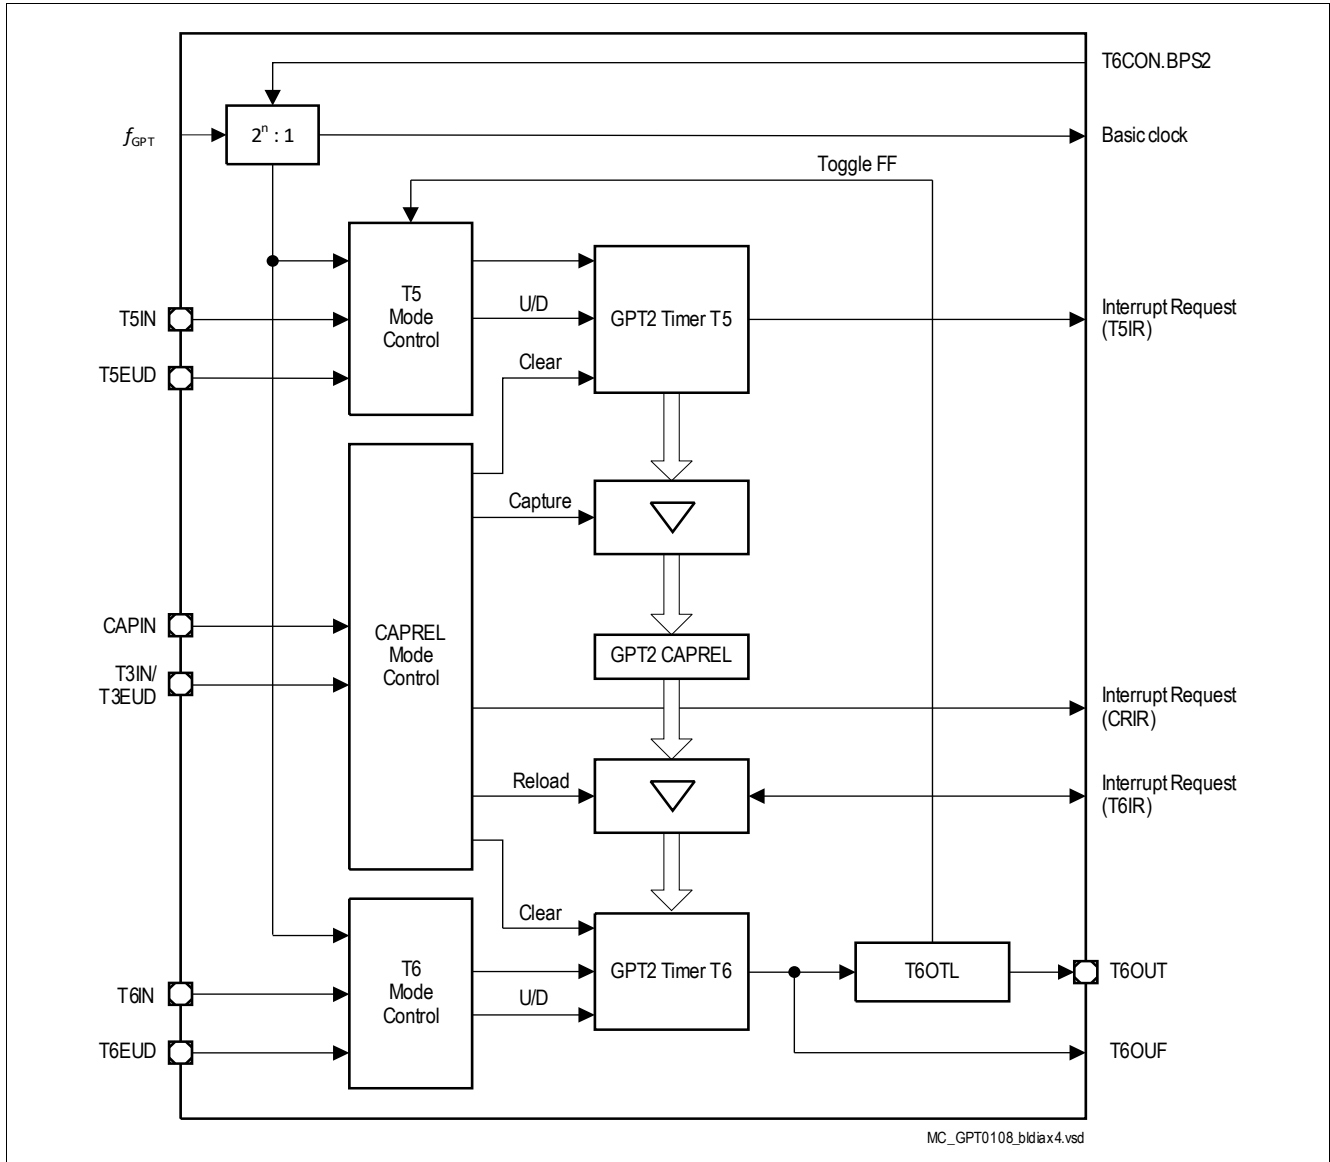 T6CON.BPS2
fGPT
2ⁿ : 1
Basic clock
Toggle FF
T5
Mode
Control
U/D
Clear
GPT2 Timer T5
T5IN
T5EUD
Interrupt Request
(T5IR)
Capture
CAPIN
T3IN/
T3EUD
CAPREL
Mode
Control
GPT2 CAPREL
Interrupt Request
(CRIR)
Reload
Interrupt Request
(T6IR)
Clear
T6
Mode
Control
U/D
GPT2 Timer T6
T6OTL
T6OUT
T6IN
T6EUD
T6OUF
MC_GPT0108_bldiax4.vsd